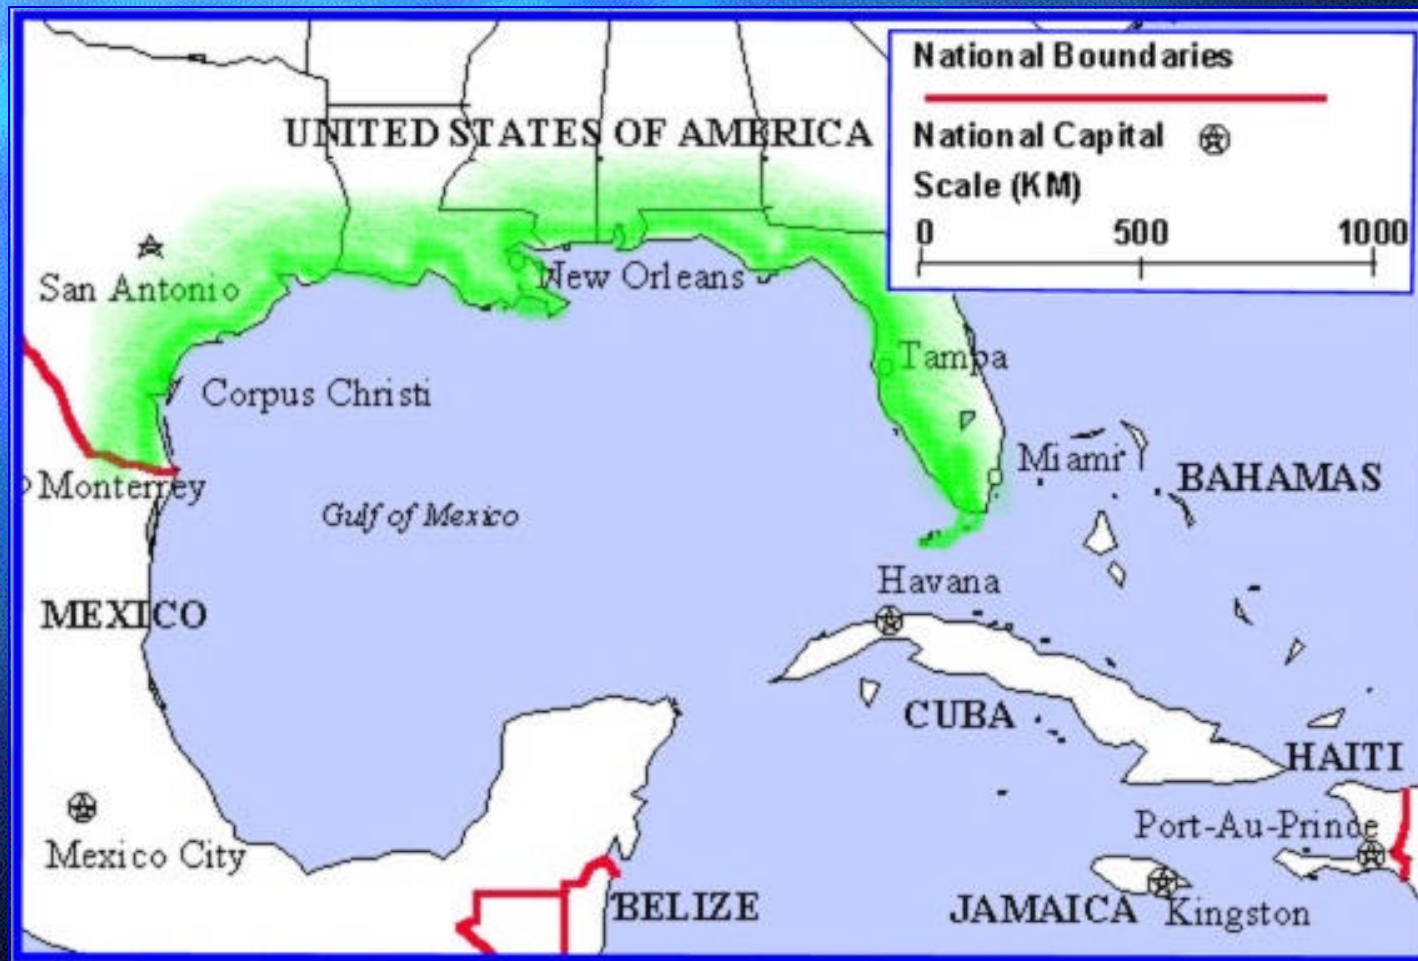 National Boundaries
UNITED STATES OF AMERICA
National Capital
Scale (KM)
0 500 1000
San Antonio
New Orleans
Tampa
Corpus Christi
Miami
BAHAMAS
Monterrey
Gulf of Mexico
Havana
MEXICO
CUBA
HAITI
Port-Au-Prince
Mexico City
BELIZE
JAMAICA
Kingston